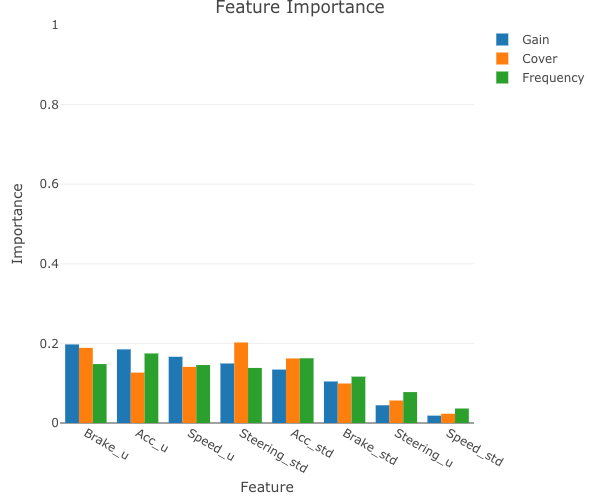 Feature Importance
1
0.8
0.6
0.4
0.2
0
Importance
Brake_u
Acc_u
Speed_u
Steering_std
Acc_std
Brake_std
Steering_u
Speed_std
Feature
Gain
Cover
Frequency